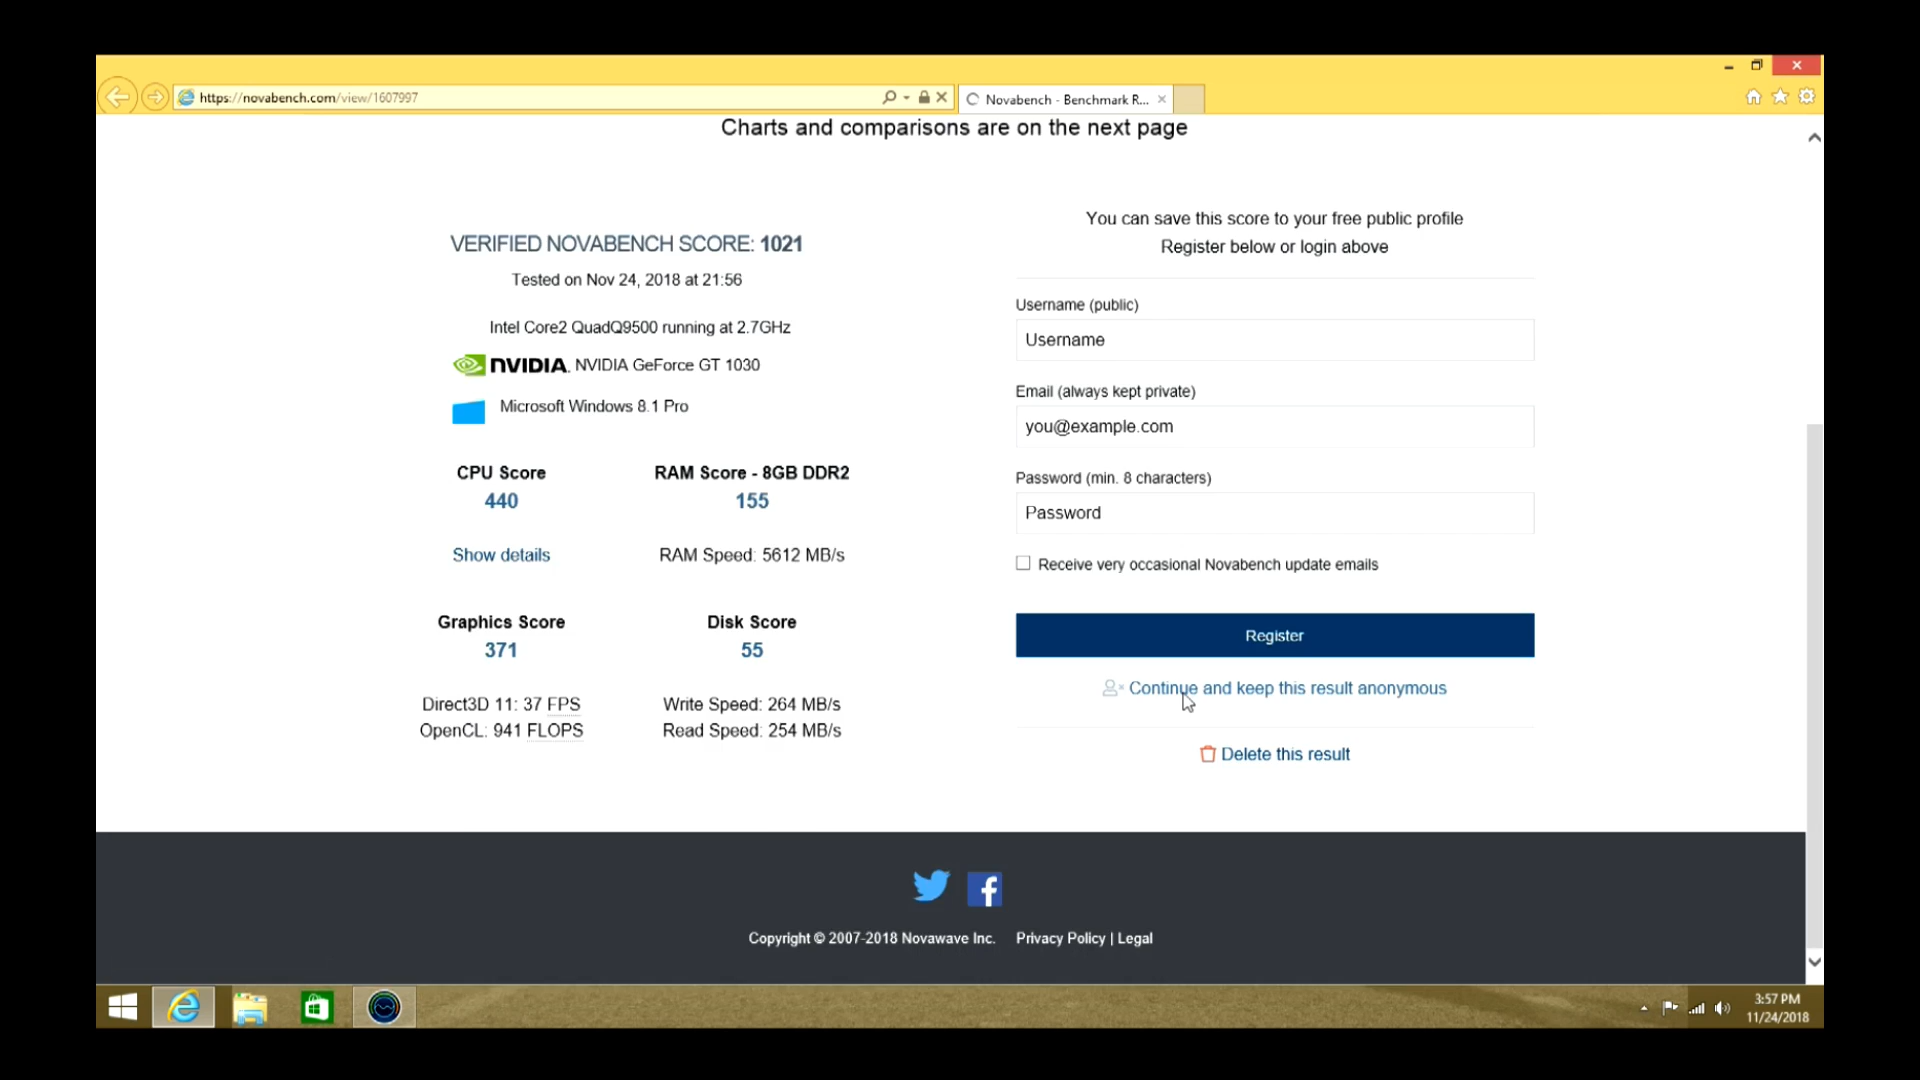 https://novabench.com/view/1607997
Novabench - Benchmark R...
Charts and comparisons are on the next page
VERIFIED NOVABENCH SCORE: 1021
Tested on Nov 24, 2018 at 21:56
Intel Core2 QuadQ9500 running at 2.7GHz
NVIDIA. NVIDIA GeForce GT 1030
Microsoft Windows 8.1 Pro
CPU Score
440
Show details
RAM Score - 8GB DDR2
155
RAM Speed: 5612 MB/s
Graphics Score
371
Direct3D 11: 37 FPS
OpenCL: 941 FLOPS
Disk Score
55
Write Speed: 264 MB/s
Read Speed: 254 MB/s
You can save this score to your free public profile
Register below or login above
Username (public)
Username
Email (always kept private)
you@example.com
Password (min. 8 characters)
Password
Receive very occasional Novabench update emails
Register
Continue and keep this result anonymous
Delete this result
Copyright © 2007-2018 Novawave Inc. Privacy Policy | Legal
3:57 PM
11/24/2018